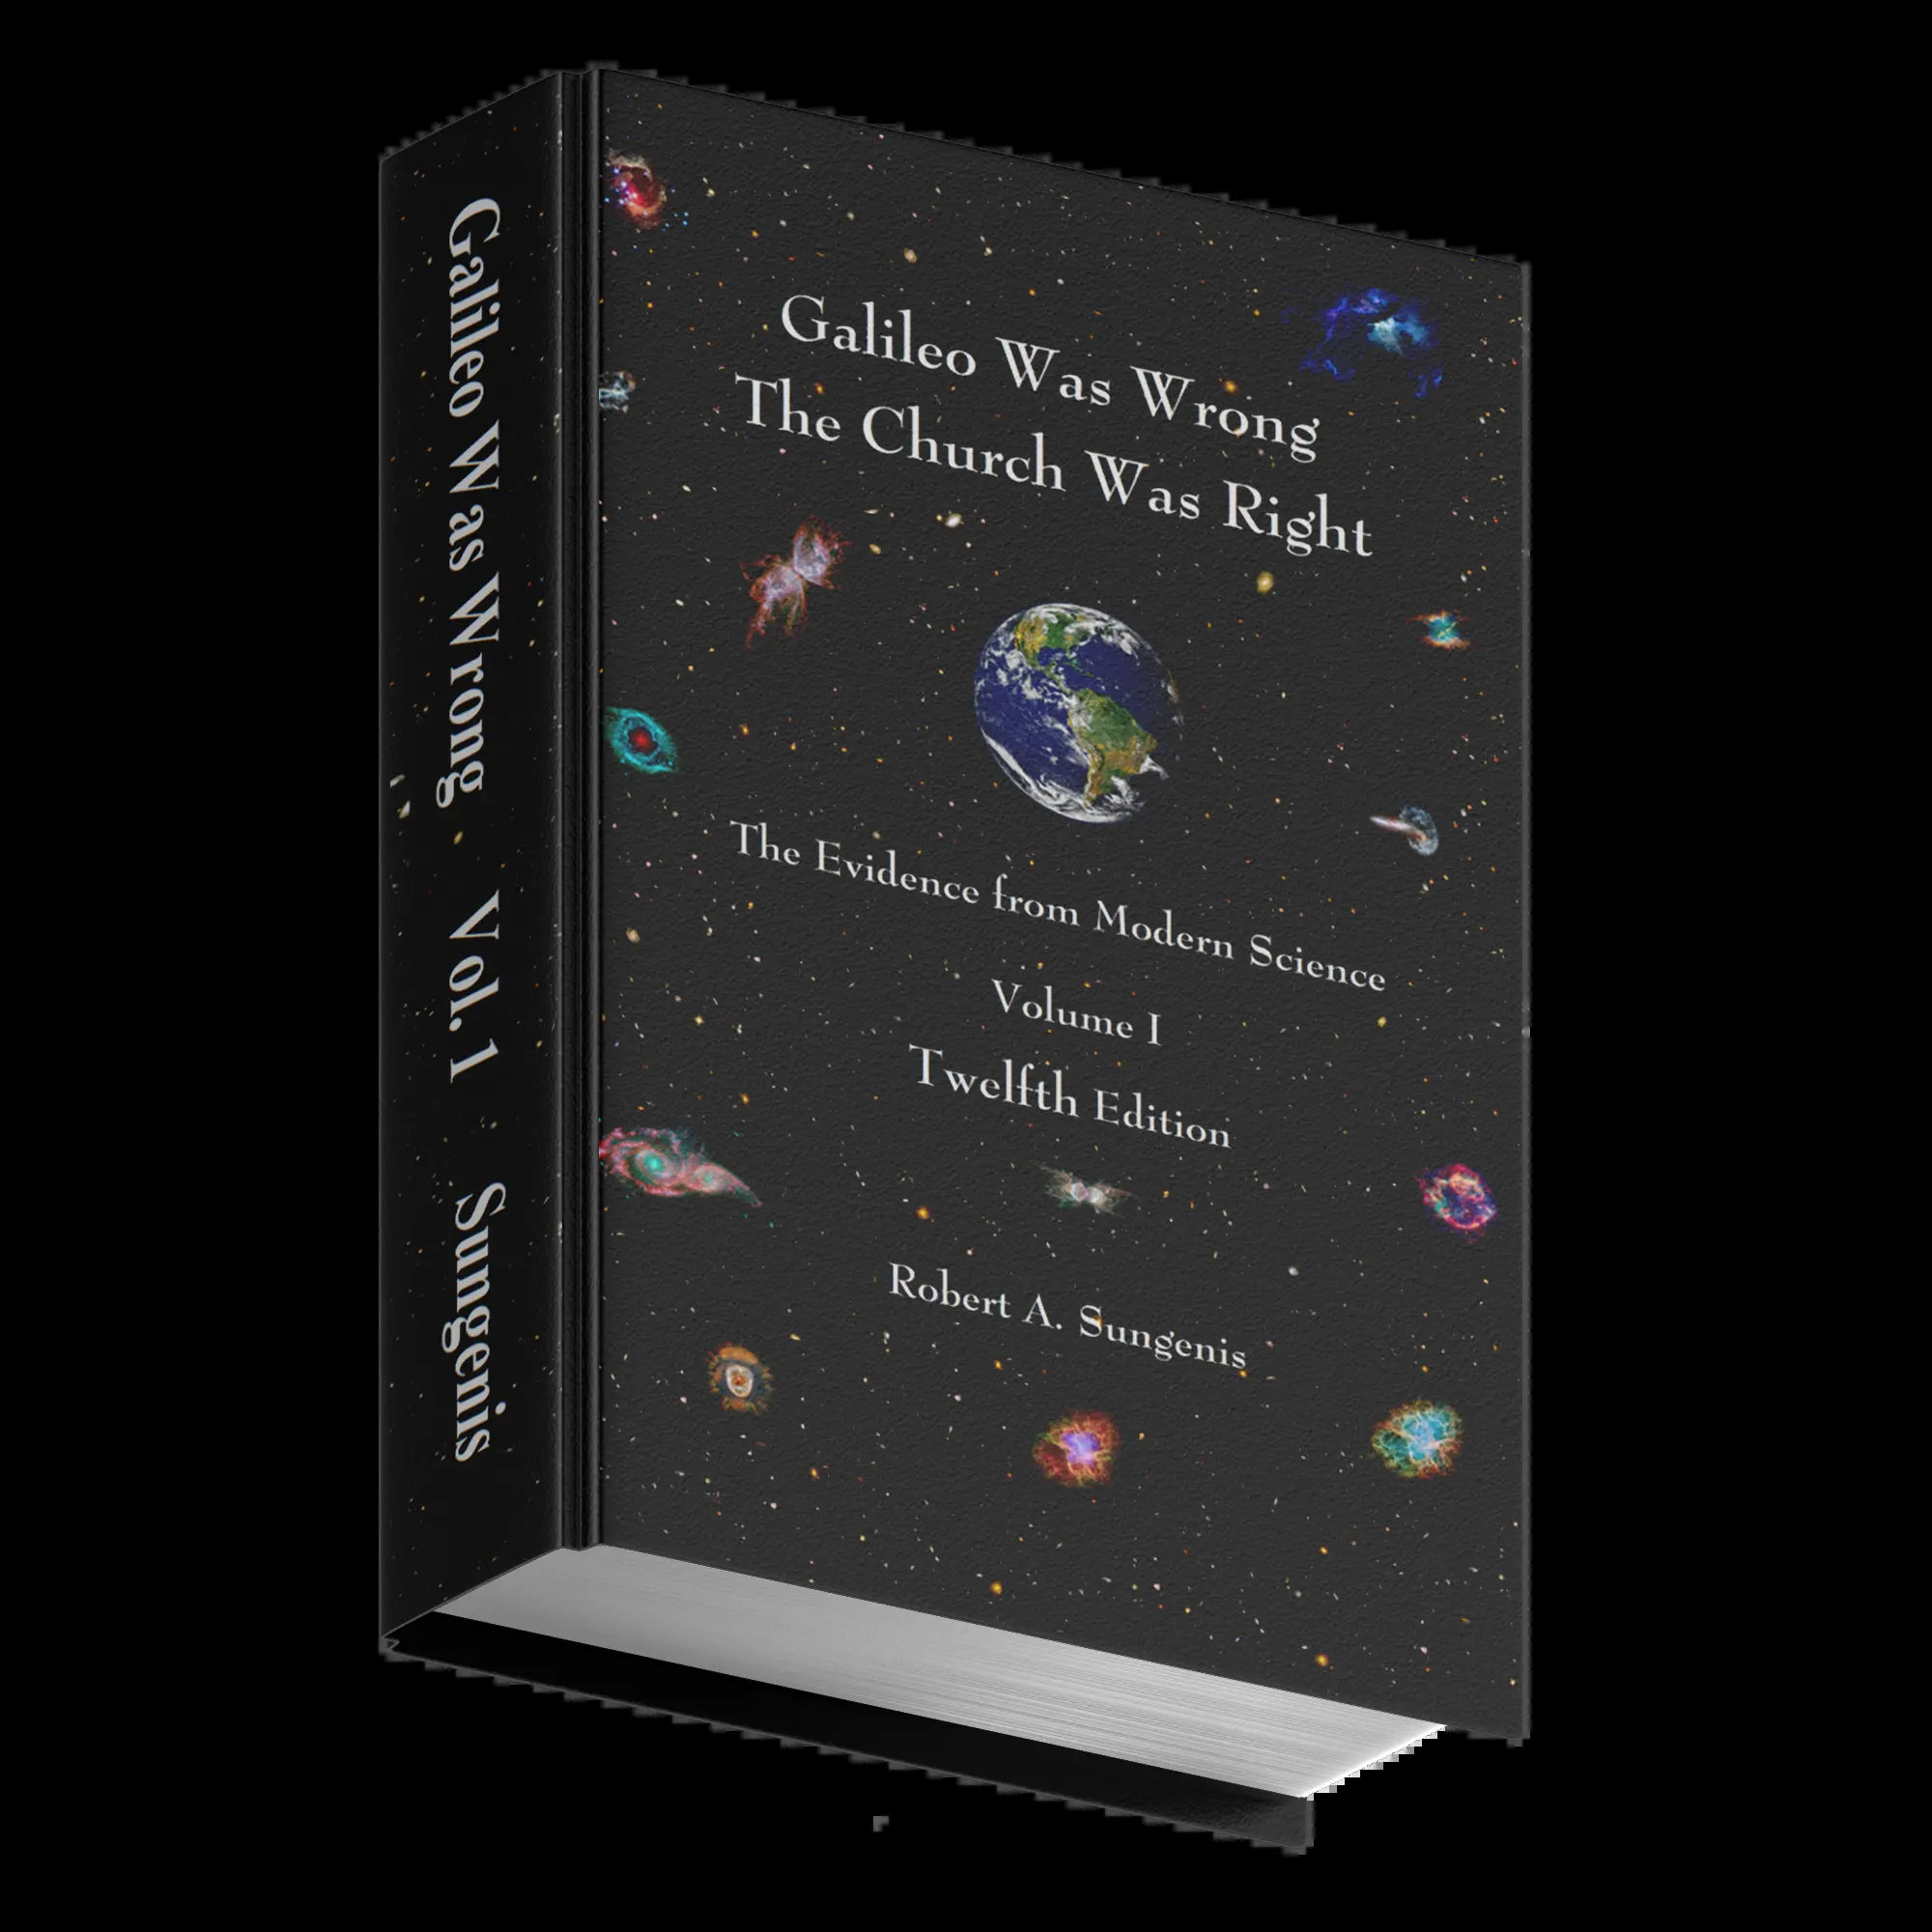 Galileo Was Wrong Vol. 1 Sungenis
Galileo Was Wrong
The Church Was Right
The Evidence from Modern Science
Volume I
Twelfth Edition
Robert A. Sungenis